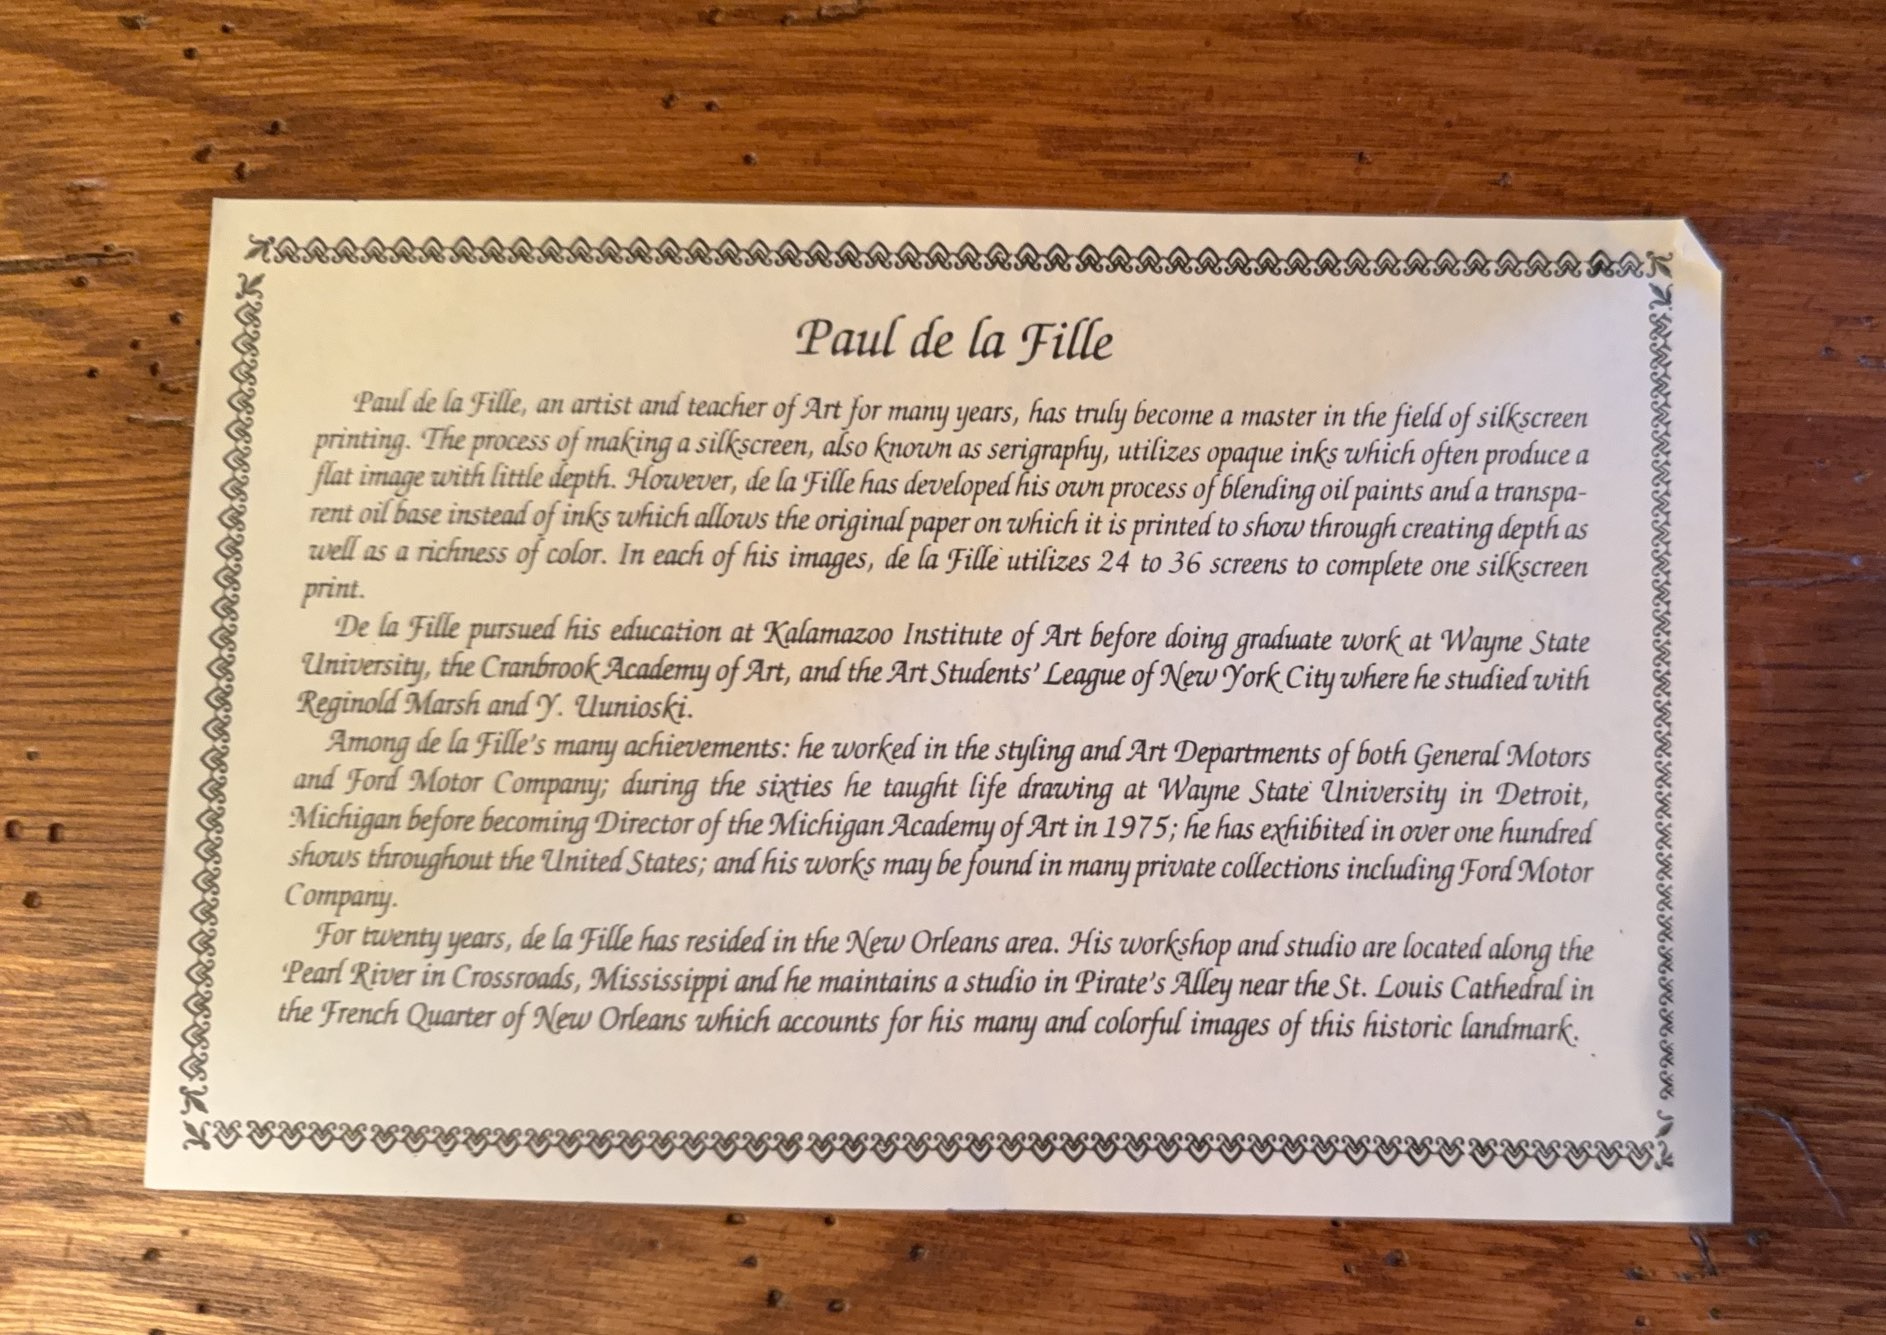 Paul de la Fille
Paul de la Fille, an artist and teacher of Art for many years, has truly become a master in the field of silkscreen
printing. The process of making a silkscreen, also known as serigraphy, utilizes opaque inks which often produce a
flat image with little depth. However, de la Fille has developed his own process of blending oil paints and a transpa-
rent oil base instead of inks which allows the original paper on which it is printed to show through creating depth as
well as a richness of color. In each of his images, de la Fille utilizes 24 to 36 screens to complete one silkscreen
print.
De la Fille pursued his education at Kalamazoo Institute of Art before doing graduate work at Wayne State
University, the Cranbrook Academy of Art, and the Art Students' League of New York City where he studied with
Reginold Marsh and Y. Uunioski.
Among de la Fille's many achievements: he worked in the styling and Art Departments of both General Motors
and Ford Motor Company; during the sixties he taught life drawing at Wayne State University in Detroit,
Michigan before becoming Director of the Michigan Academy of Art in 1975; he has exhibited in over one hundred
shows throughout the United States; and his works may be found in many private collections including Ford Motor
Company.
For twenty years, de la Fille has resided in the New Orleans area. His workshop and studio are located along the
Pearl River in Crossroads, Mississippi and he maintains a studio in Pirate's Alley near the St. Louis Cathedral in
the French Quarter of New Orleans which accounts for his many and colorful images of this historic landmark.